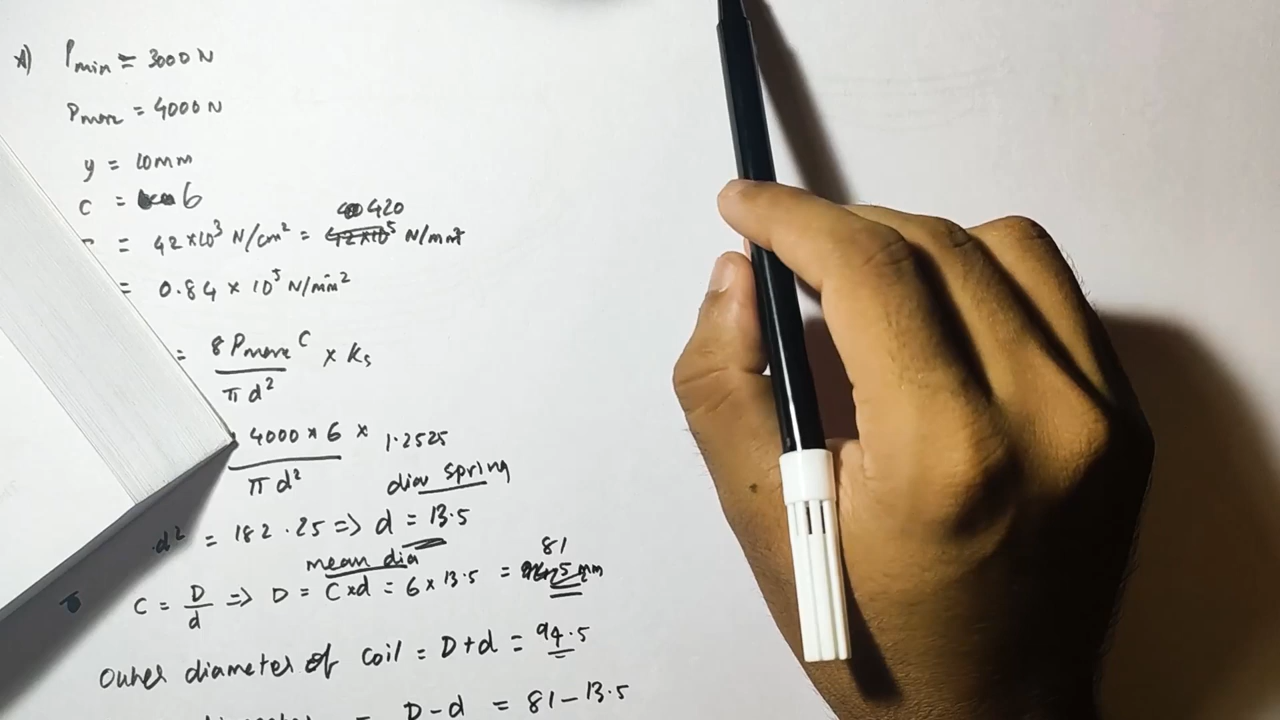 A) Pmin = 3000 N
Pmax = 4000 N
y = 10mm
C = 6
= 42×10³ N/cm² = 420 N/mm²
= 0.84 × 10⁵ N/mm²
= 8 Pmax C / πd² × Ks
4000 × 6 / πd² × 1.2525
dia spring
d² = 182.25 => d = 13.5
mean dia
C = D/d => D = C×d = 6 × 13.5 = 81 mm
Outer diameter of coil = D+d = 94.5
= D-d = 81-13.5